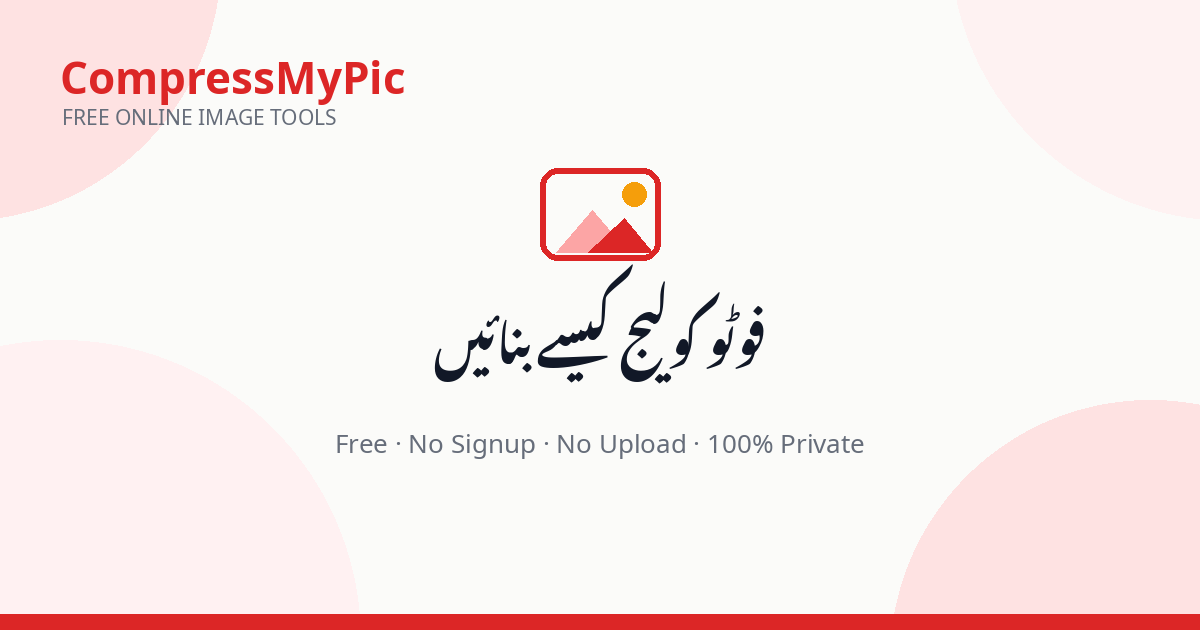 CompressMyPic
FREE ONLINE IMAGE TOOLS
فوٹو کولیج کیسے بنائیں
Free · No Signup · No Upload · 100% Private